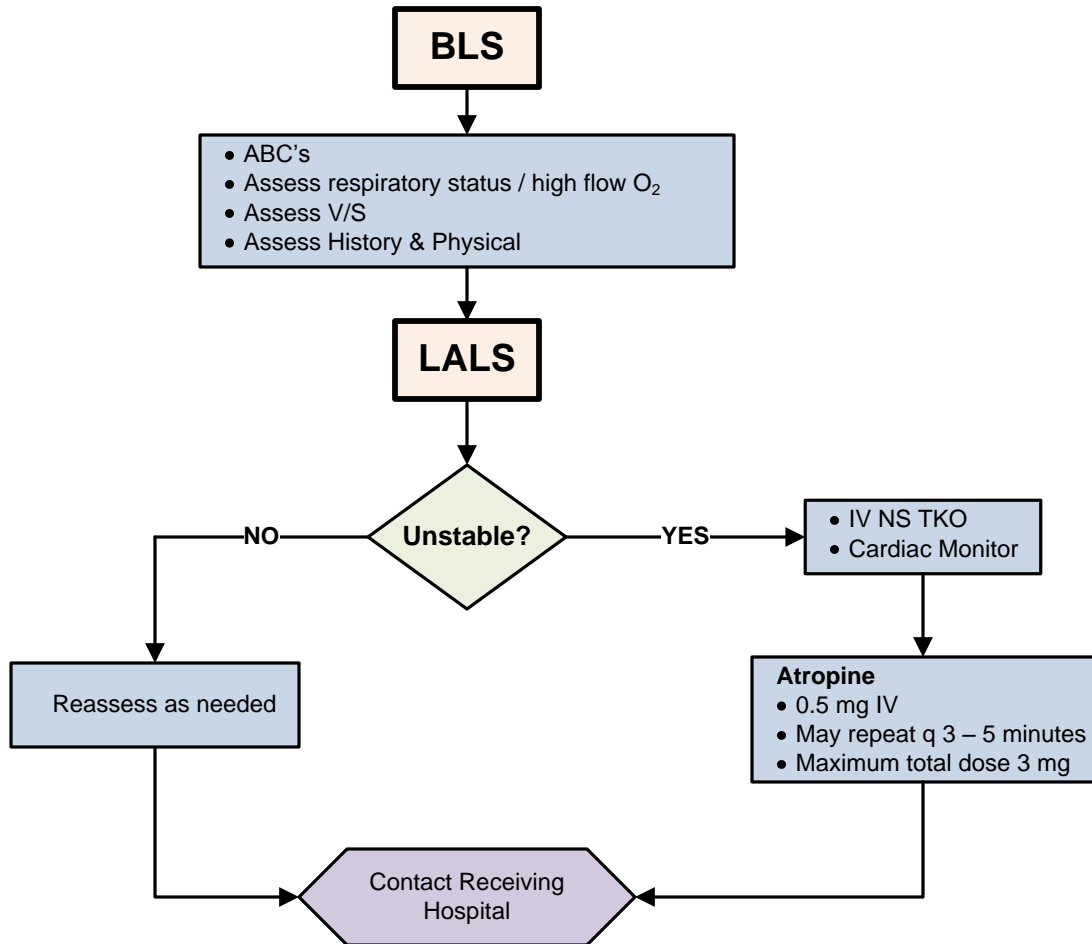 BLS
• ABC’s
• Assess respiratory status / high flow O₂
• Assess V/S
• Assess History & Physical
LALS
Unstable?
NO
YES
• IV NS TKO
• Cardiac Monitor
Reassess as needed
Atropine
• 0.5 mg IV
• May repeat q 3 – 5 minutes
• Maximum total dose 3 mg
Contact Receiving
Hospital